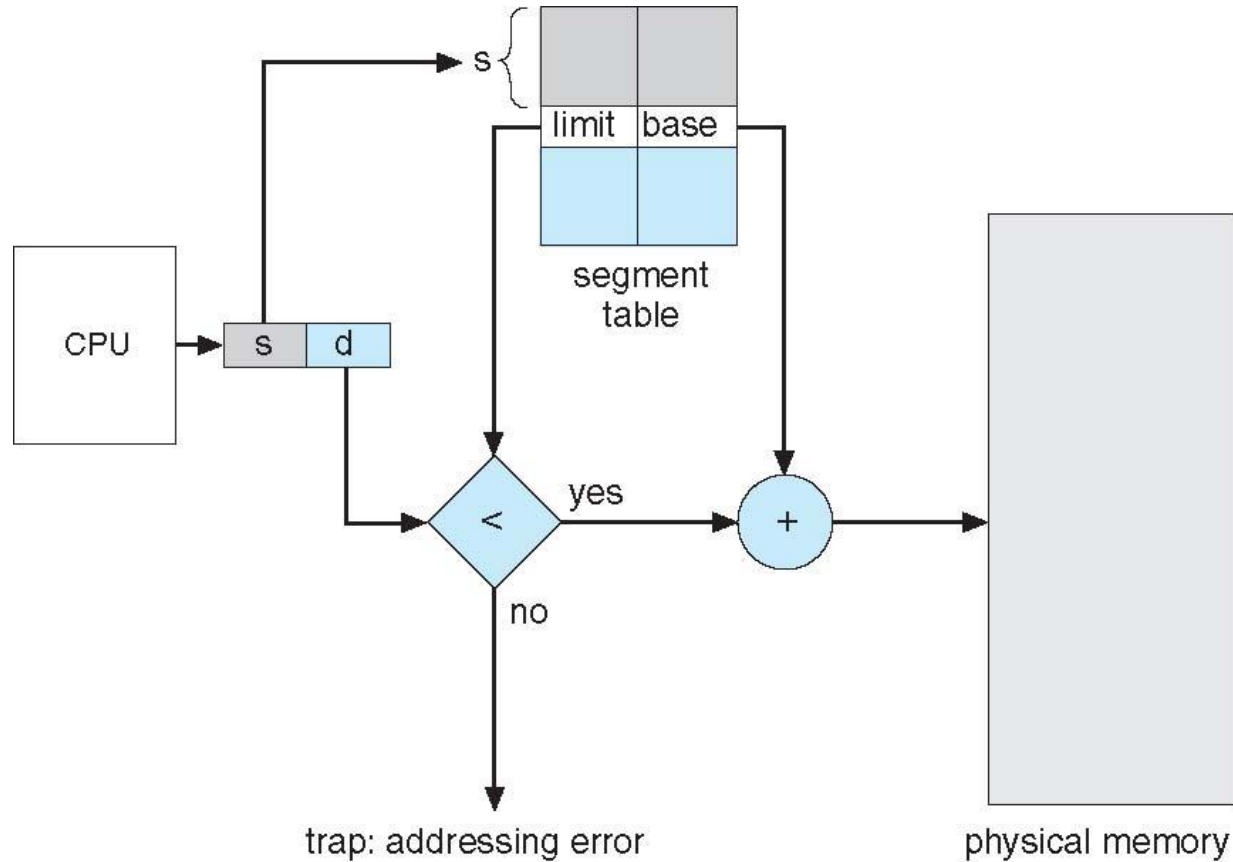 s
limit base
segment
table
CPU
s d
yes
<
+
no
trap: addressing error
physical memory